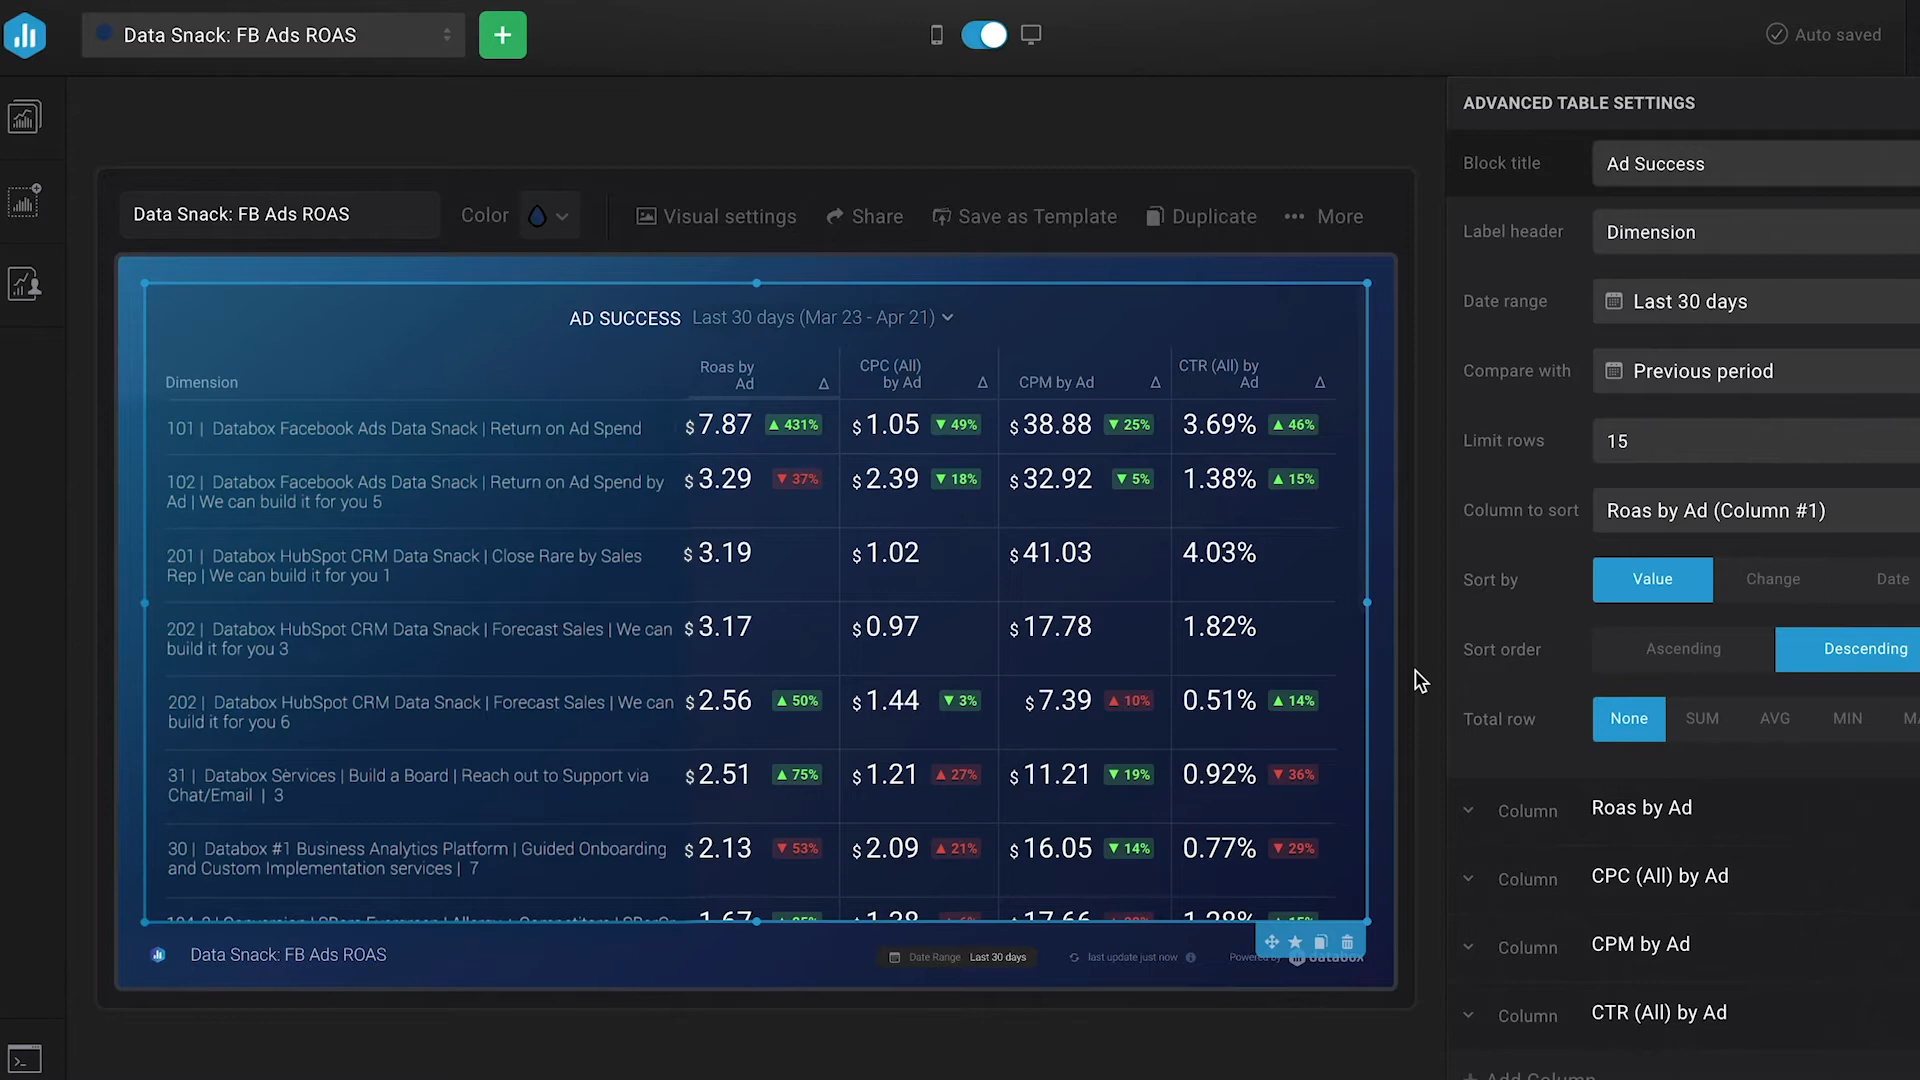 Data Snack: FB Ads ROAS
+
Auto saved
ADVANCED TABLE SETTINGS
Block title
Ad Success
Label header
Dimension
Date range
Last 30 days
Compare with
Previous period
Limit rows
15
Column to sort
Roas by Ad (Column #1)
Sort by
Value Change Date
Sort order
Ascending Descending
Total row
None SUM AVG MIN
Column Roas by Ad
Column CPC (All) by Ad
Column CPM by Ad
Column CTR (All) by Ad
+ Add Column
Data Snack: FB Ads ROAS
Color
Visual settings
Share
Save as Template
Duplicate
More
AD SUCCESS Last 30 days (Mar 23 - Apr 21)
Dimension
Roas by
Ad
Δ
CPC (All)
by Ad
Δ
CPM by Ad
Δ
CTR (All) by
Ad
Δ
101 | Databox Facebook Ads Data Snack | Return on Ad Spend
$ 7.87 ▲ 431% $ 1.05 ▼ 49% $ 38.88 ▼ 25% 3.69% ▲ 46%
102 | Databox Facebook Ads Data Snack | Return on Ad Spend by
Ad | We can build it for you 5
$ 3.29 ▼ 37% $ 2.39 ▼ 18% $ 32.92 ▼ 5% 1.38% ▲ 15%
201 | Databox HubSpot CRM Data Snack | Close Rare by Sales
Rep | We can build it for you 1
$ 3.19 $ 1.02 $ 41.03 4.03%
202 | Databox HubSpot CRM Data Snack | Forecast Sales | We can
build it for you 3
$ 3.17 $ 0.97 $ 17.78 1.82%
202 | Databox HubSpot CRM Data Snack | Forecast Sales | We can
build it for you 6
$ 2.56 ▲ 50% $ 1.44 ▼ 3% $ 7.39 ▲ 10% 0.51% ▲ 14%
31 | Databox Services | Build a Board | Reach out to Support via
Chat/Email | 3
$ 2.51 ▲ 75% $ 1.21 ▲ 27% $ 11.21 ▼ 19% 0.92% ▼ 36%
30 | Databox #1 Business Analytics Platform | Guided Onboarding
and Custom Implementation services | 7
$ 2.13 ▼ 53% $ 2.09 ▲ 21% $ 16.05 ▼ 14% 0.77% ▼ 29%
Data Snack: FB Ads ROAS
Date Range Last 30 days
last update just now
Powered by databox